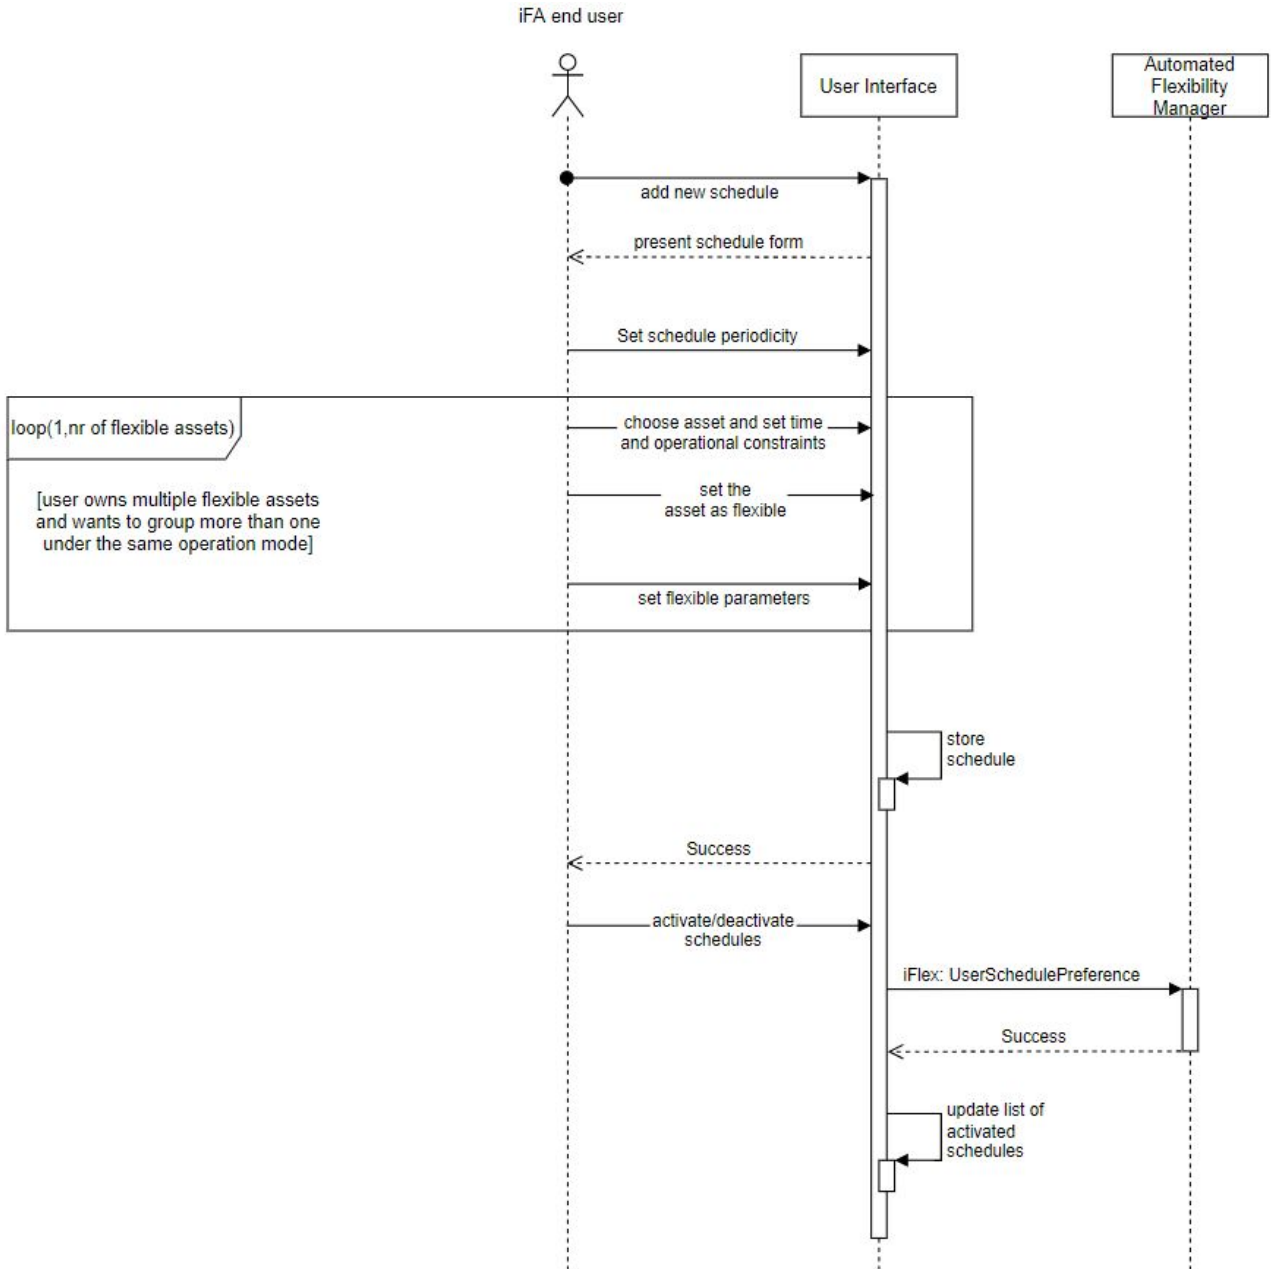 iFA end user
User Interface
Automated
Flexibility
Manager
add new schedule
present schedule form
Set schedule periodicity
loop(1,nr of flexible assets)
choose asset and set time
and operational constraints
[user owns multiple flexible assets
and wants to group more than one
under the same operation mode]
set the
asset as flexible
set flexible parameters
store
schedule
Success
activate/deactivate
schedules
iFlex: UserSchedulePreference
Success
update list of
activated
schedules